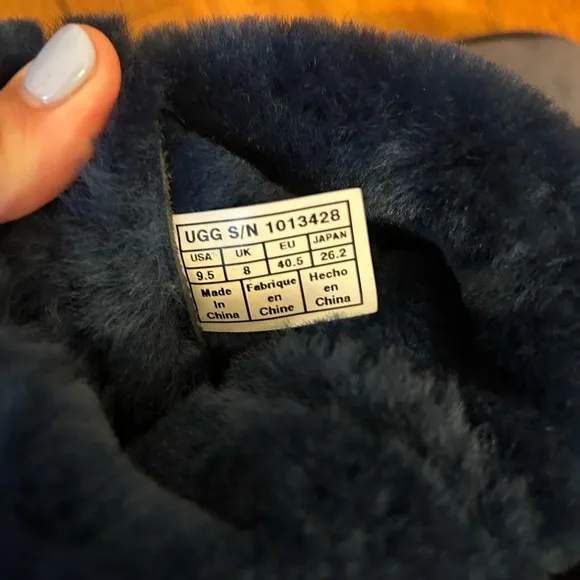 UGG S/N 1013428
USA UK EU JAPAN
9.5 8 40.5 26.2
Made Fabrique Hecho
In en en
China Chine China